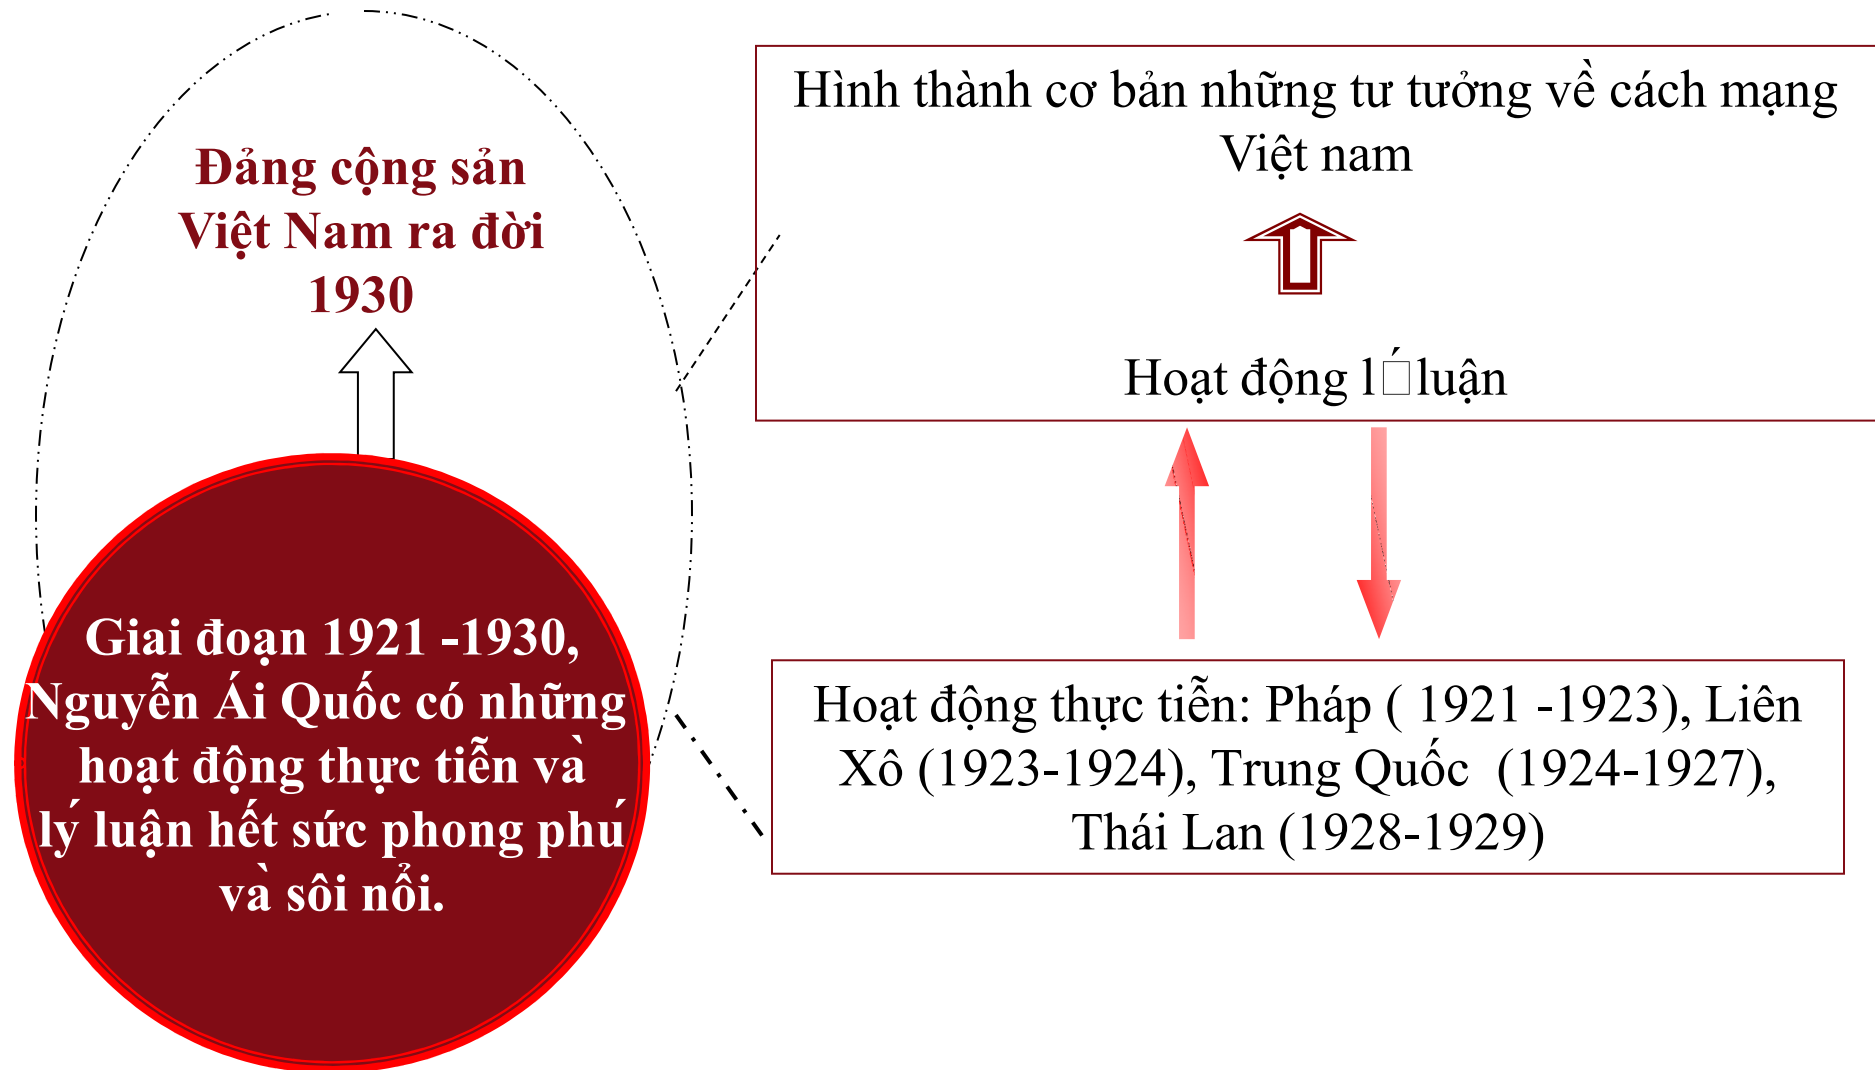 Đảng cộng sản
Việt Nam ra đời
1930
Giai đoạn 1921 -1930,
Nguyễn Ái Quốc có những
hoạt động thực tiễn và
lý luận hết sức phong phú
và sôi nổi.
Hình thành cơ bản những tư tưởng về cách mạng
Việt nam
Hoạt động l luận
Hoạt động thực tiễn: Pháp ( 1921 -1923), Liên
Xô (1923-1924), Trung Quốc (1924-1927),
Thái Lan (1928-1929)